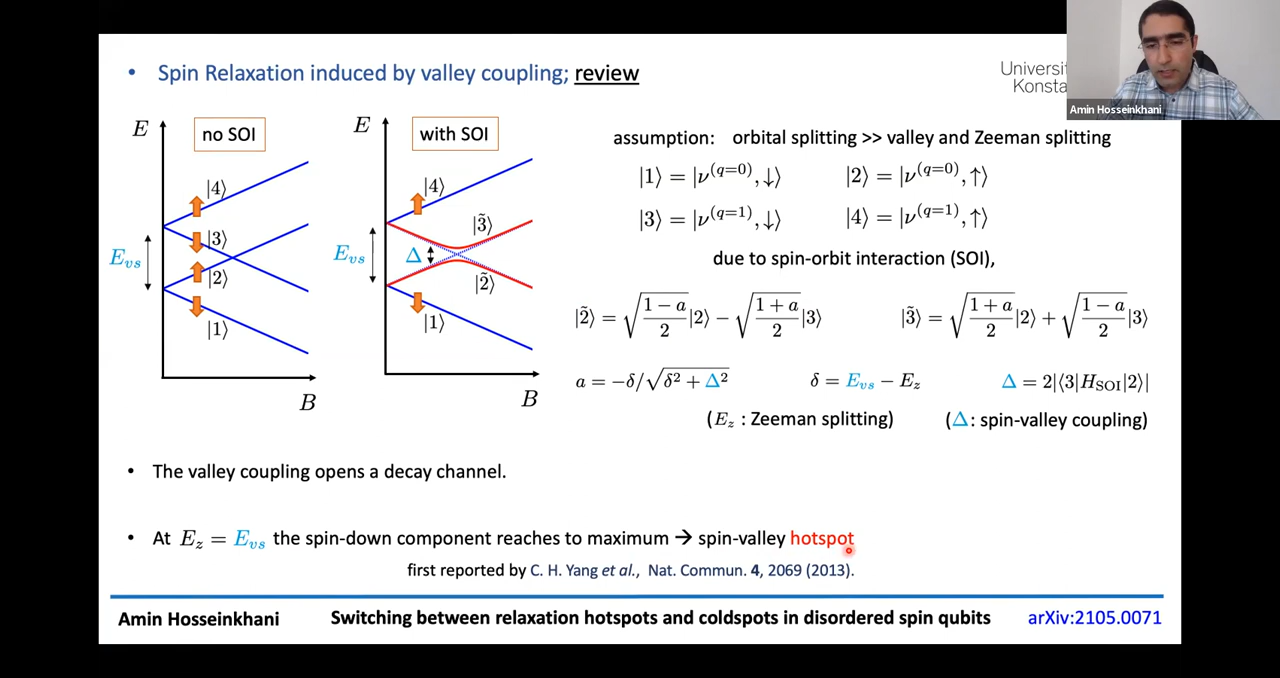 • Spin Relaxation induced by valley coupling; review
Universit
Konsta
Amin Hosseinkhani
E
no SOI
|4⟩
|3⟩
E_vs
|2⟩
|1⟩
B
E
with SOI
|4⟩
|3̃⟩
E_vs
Δ
|2̃⟩
|1⟩
B
assumption: orbital splitting >> valley and Zeeman splitting
|1⟩ = |ν^(q=0), ↓⟩ |2⟩ = |ν^(q=0), ↑⟩
|3⟩ = |ν^(q=1), ↓⟩ |4⟩ = |ν^(q=1), ↑⟩
due to spin-orbit interaction (SOI),
|2̃⟩ = √((1 − a)/2)|2⟩ − √((1 + a)/2)|3⟩ |3̃⟩ = √((1 + a)/2)|2⟩ + √((1 − a)/2)|3⟩
a = −δ/√(δ² + Δ²) δ = E_vs − E_z Δ = 2|⟨3|H_SOI|2⟩|
(E_z : Zeeman splitting) (Δ: spin-valley coupling)
• The valley coupling opens a decay channel.
• At E_z = E_vs the spin-down component reaches to maximum → spin-valley hotspot
first reported by C. H. Yang et al., Nat. Commun. 4, 2069 (2013).
Amin Hosseinkhani Switching between relaxation hotspots and coldspots in disordered spin qubits arXiv:2105.0071